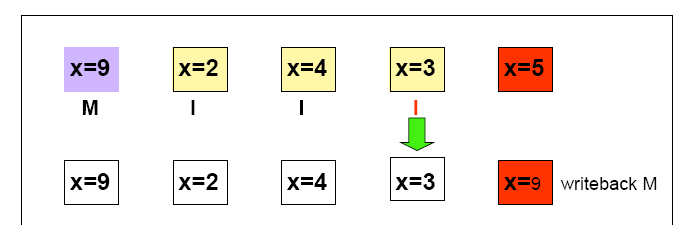 x=9 x=2 x=4 x=3 x=5
M I I I
x=9 x=2 x=4 x=3 x=9 writeback M